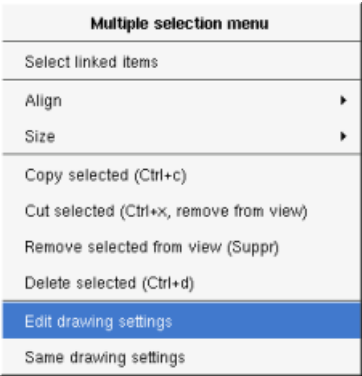 Multiple selection menu
Select linked items
Align
Size
Copy selected (Ctrl+c)
Cut selected (Ctrl+x, remove from view)
Remove selected from view (Suppr)
Delete selected (Ctrl+d)
Edit drawing settings
Same drawing settings